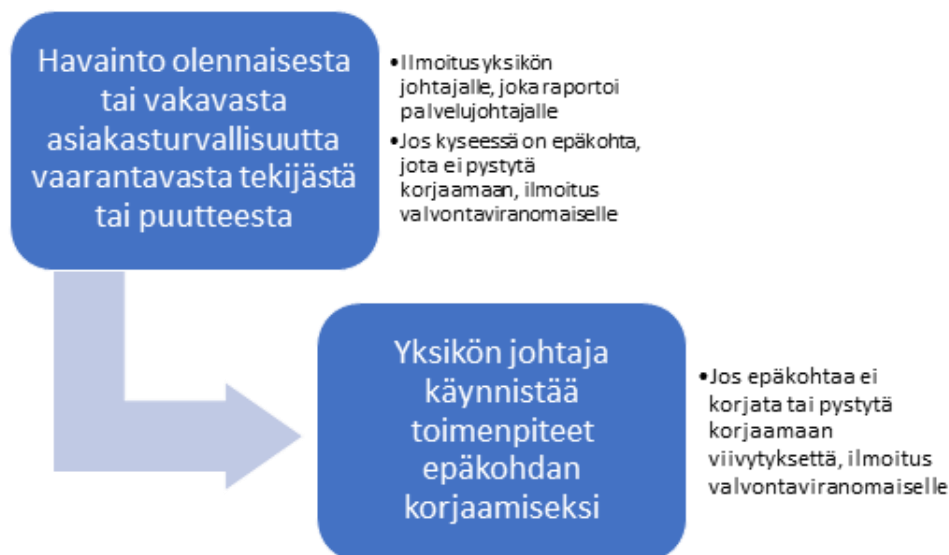 Havainto olennaisesta
tai vakavasta
asiakasturvallisuutta
vaarantavasta tekijästä
tai puutteesta
•Ilmoitus yksikön
johtajalle, joka raportoi
palvelujohtajalle
•Jos kyseessä on epäkohta,
jota ei pystytä
korjaamaan, ilmoitus
valvontaviranomaiselle
Yksikön johtaja
käynnistää
toimenpiteet
epäkohdan
korjaamiseksi
•Jos epäkohtaa ei
korjata tai pystytä
korjaamaan
viivytyksettä, ilmoitus
valvontaviranomaiselle